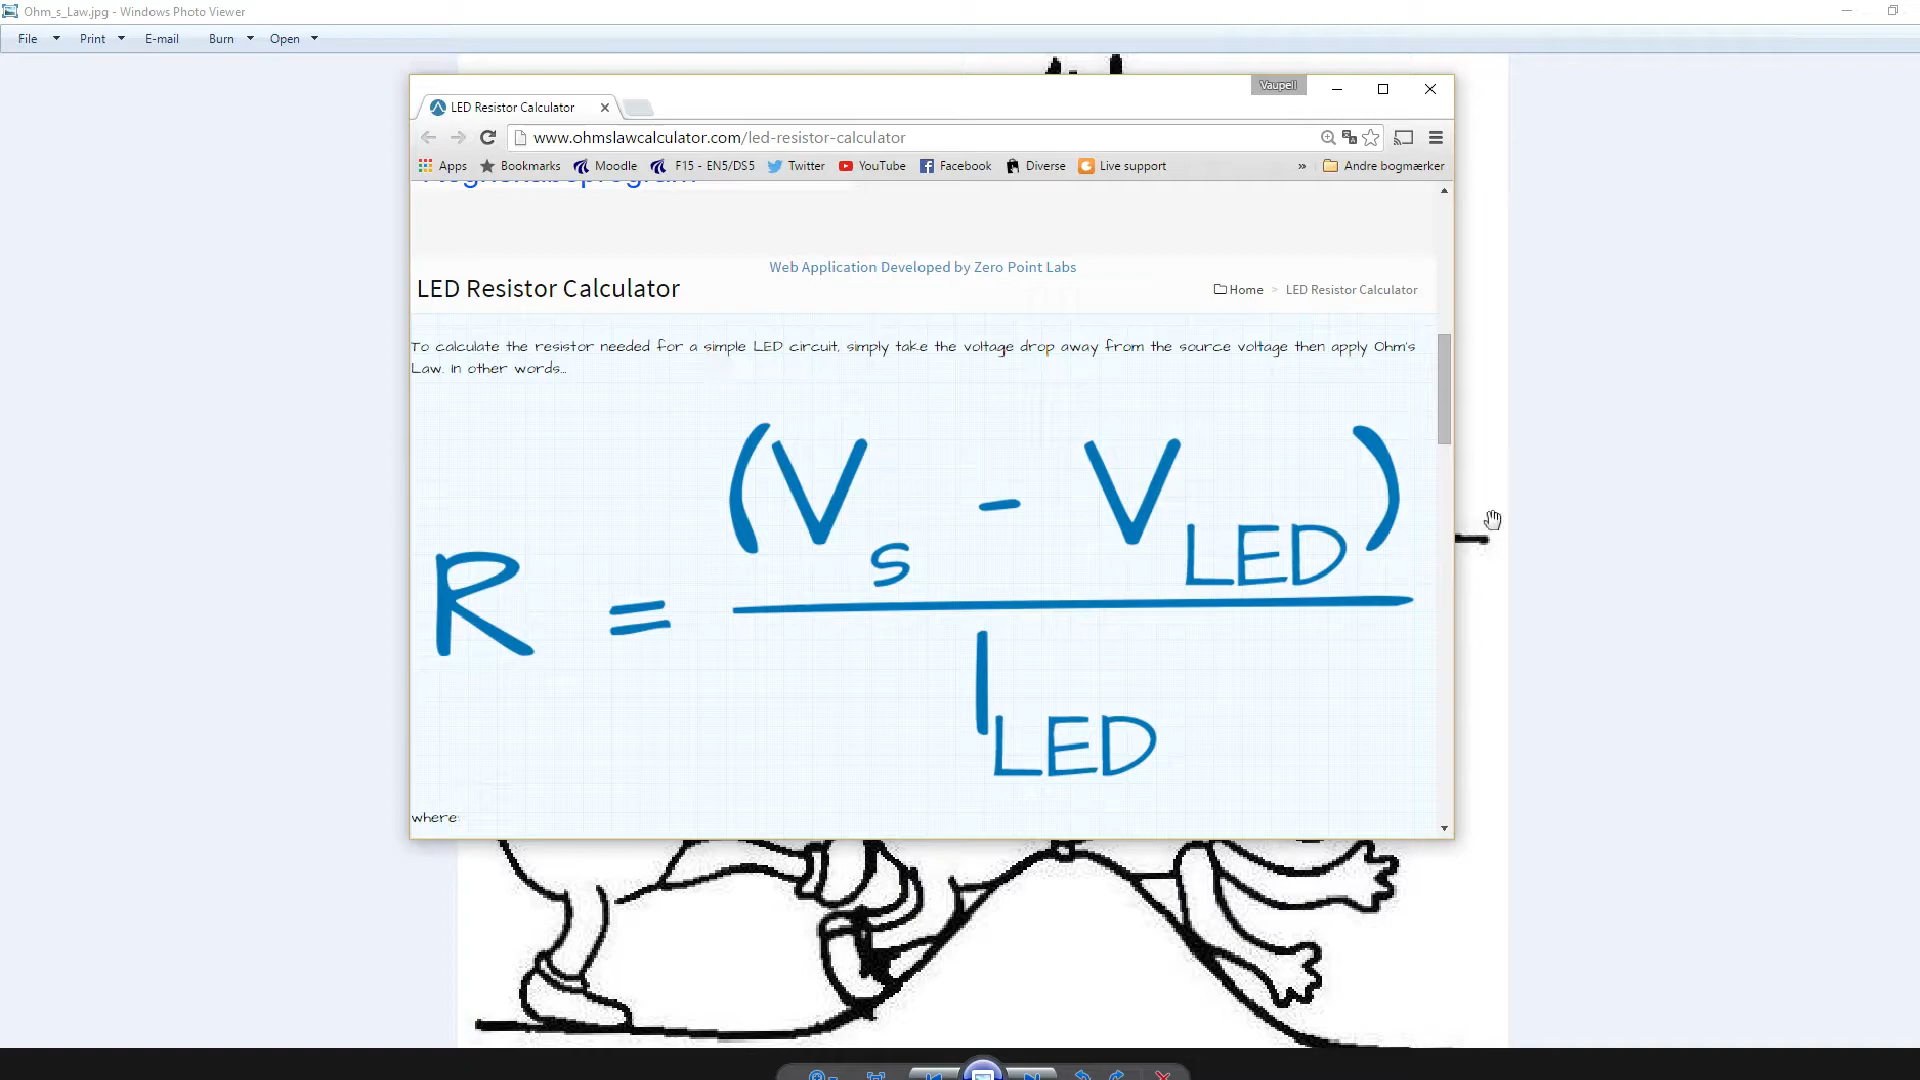 Ohm_s_Law.jpg - Windows Photo Viewer
File Print E-mail Burn Open
Vaupell
LED Resistor Calculator
www.ohmslawcalculator.com/led-resistor-calculator
Apps Bookmarks Moodle F15 - EN5/DS5 Twitter YouTube Facebook Diverse Live support » Andre bogmærker
Web Application Developed by Zero Point Labs
LED Resistor Calculator
Home > LED Resistor Calculator
To calculate the resistor needed for a simple LED circuit, simply take the voltage drop away from the source voltage then apply Ohm's
Law. In other words...
(Vs - VLED)
R =
ILED
where: